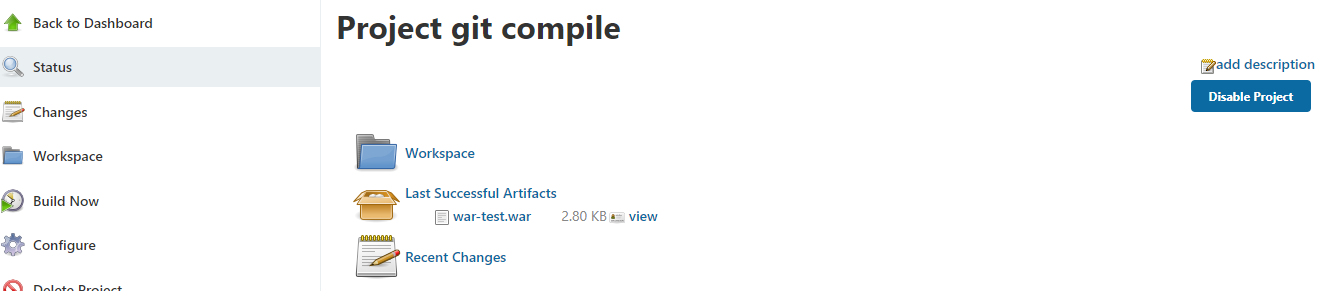 Back to Dashboard
Status
Changes
Workspace
Build Now
Configure
Delete Project
Project git compile
add description
Disable Project
Workspace
Last Successful Artifacts
war-test.war 2.80 KB view
Recent Changes